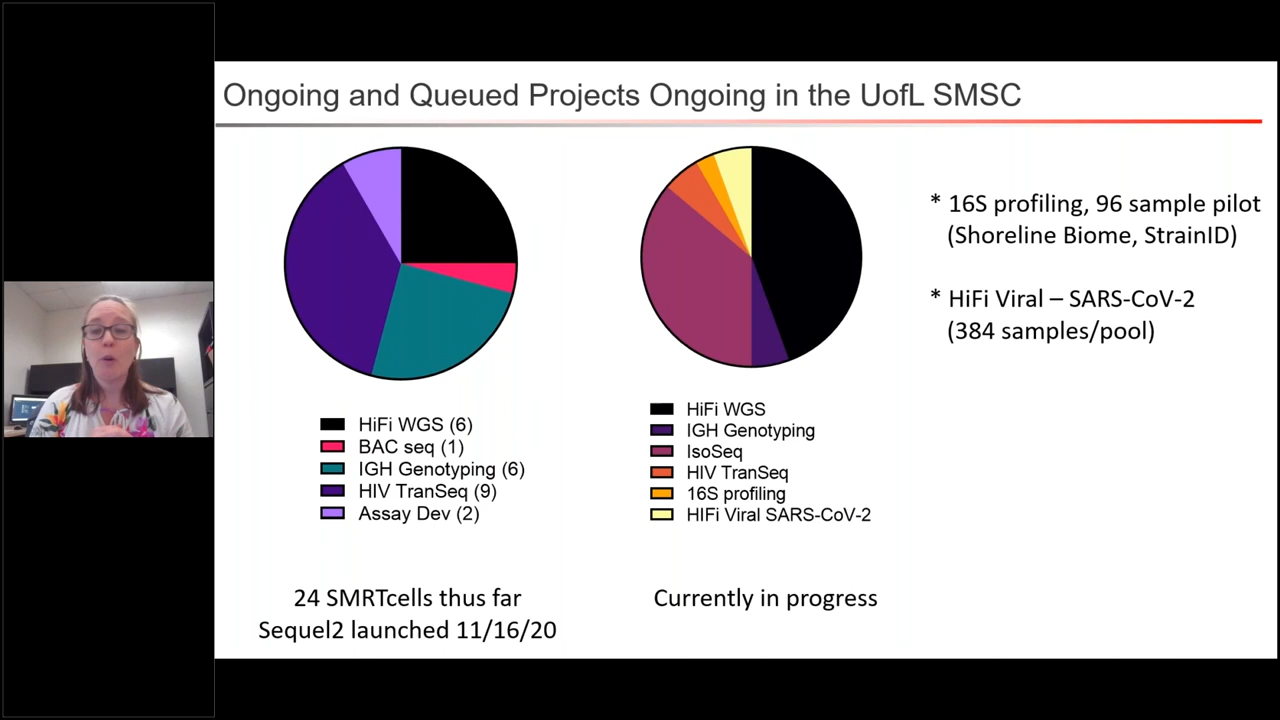 Ongoing and Queued Projects Ongoing in the UofL SMSC
HiFi WGS (6)
BAC seq (1)
IGH Genotyping (6)
HIV TranSeq (9)
Assay Dev (2)
24 SMRTcells thus far
Sequel2 launched 11/16/20
HiFi WGS
IGH Genotyping
IsoSeq
HIV TranSeq
16S profiling
HIFi Viral SARS-CoV-2
Currently in progress
* 16S profiling, 96 sample pilot
(Shoreline Biome, StrainID)
* HiFi Viral – SARS-CoV-2
(384 samples/pool)